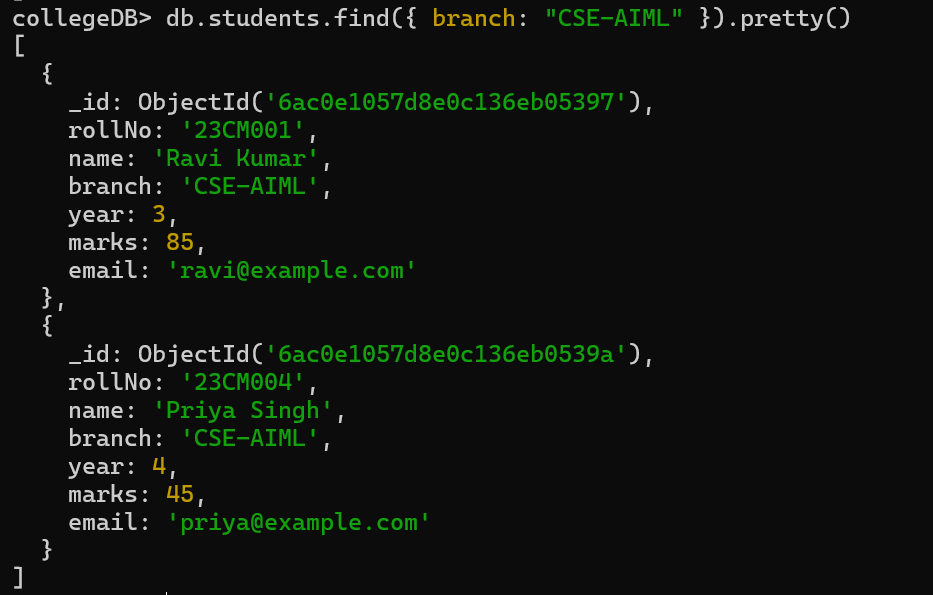 collegeDB> db.students.find({ branch: "CSE-AIML" }).pretty()
[
  {
    _id: ObjectId('6ac0e1057d8e0c136eb05397'),
    rollNo: '23CM001',
    name: 'Ravi Kumar',
    branch: 'CSE-AIML',
    year: 3,
    marks: 85,
    email: 'ravi@example.com'
  },
  {
    _id: ObjectId('6ac0e1057d8e0c136eb0539a'),
    rollNo: '23CM004',
    name: 'Priya Singh',
    branch: 'CSE-AIML',
    year: 4,
    marks: 45,
    email: 'priya@example.com'
  }
]